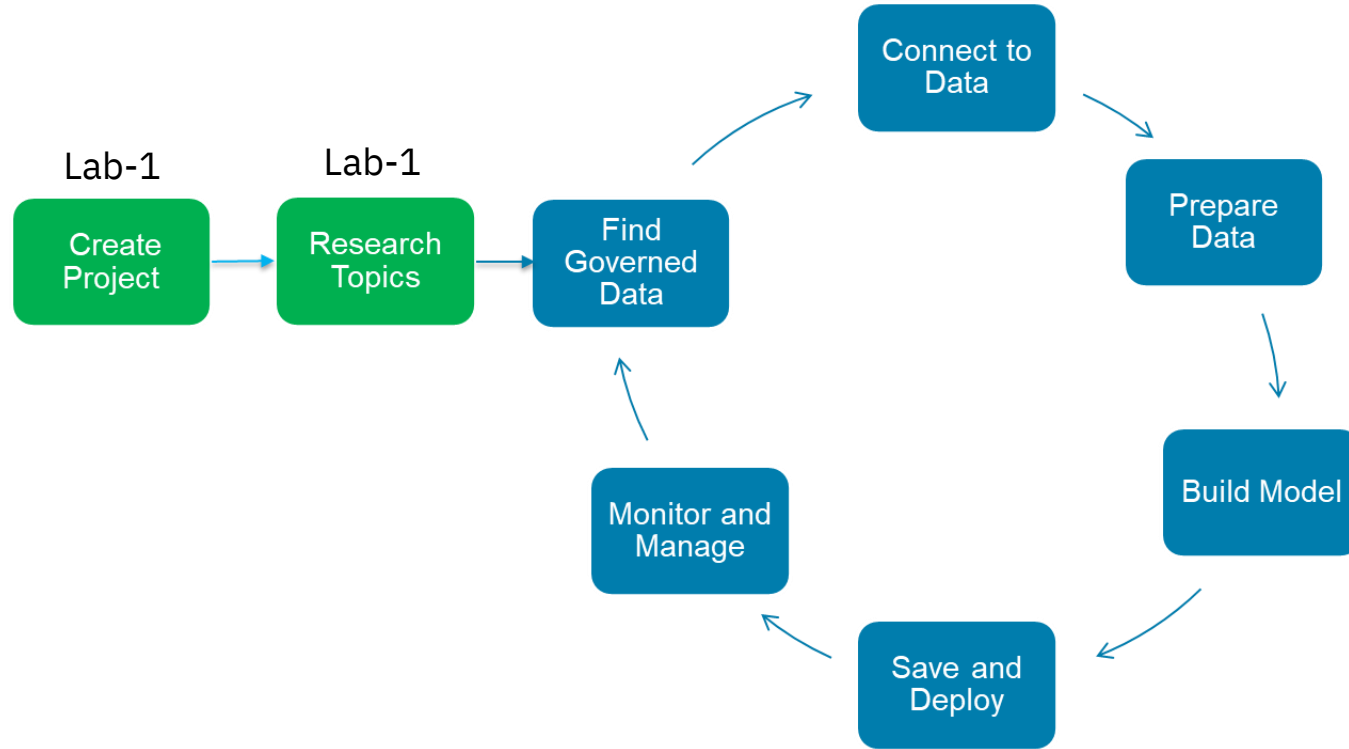 Lab-1
Create
Project
Lab-1
Research
Topics
Find
Governed
Data
Connect to
Data
Prepare
Data
Build Model
Save and
Deploy
Monitor and
Manage